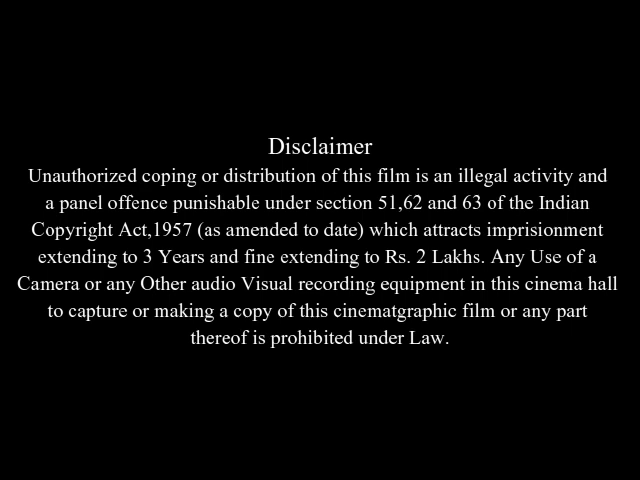 Disclaimer
Unauthorized coping or distribution of this film is an illegal activity and
a panel offence punishable under section 51,62 and 63 of the Indian
Copyright Act,1957 (as amended to date) which attracts imprisionment
extending to 3 Years and fine extending to Rs. 2 Lakhs. Any Use of a
Camera or any Other audio Visual recording equipment in this cinema hall
to capture or making a copy of this cinematgraphic film or any part
thereof is prohibited under Law.